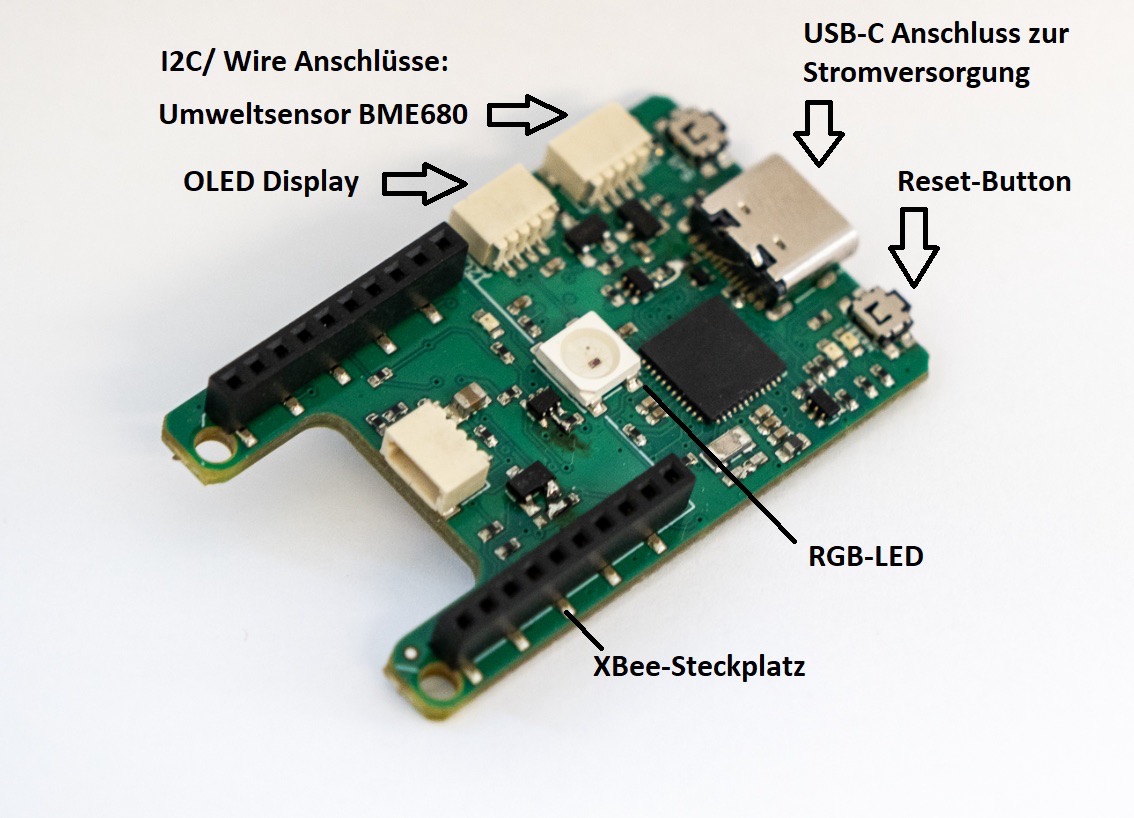 I2C/ Wire Anschlüsse:
Umweltsensor BME680
OLED Display
USB-C Anschluss zur
Stromversorgung
Reset-Button
RGB-LED
XBee-Steckplatz